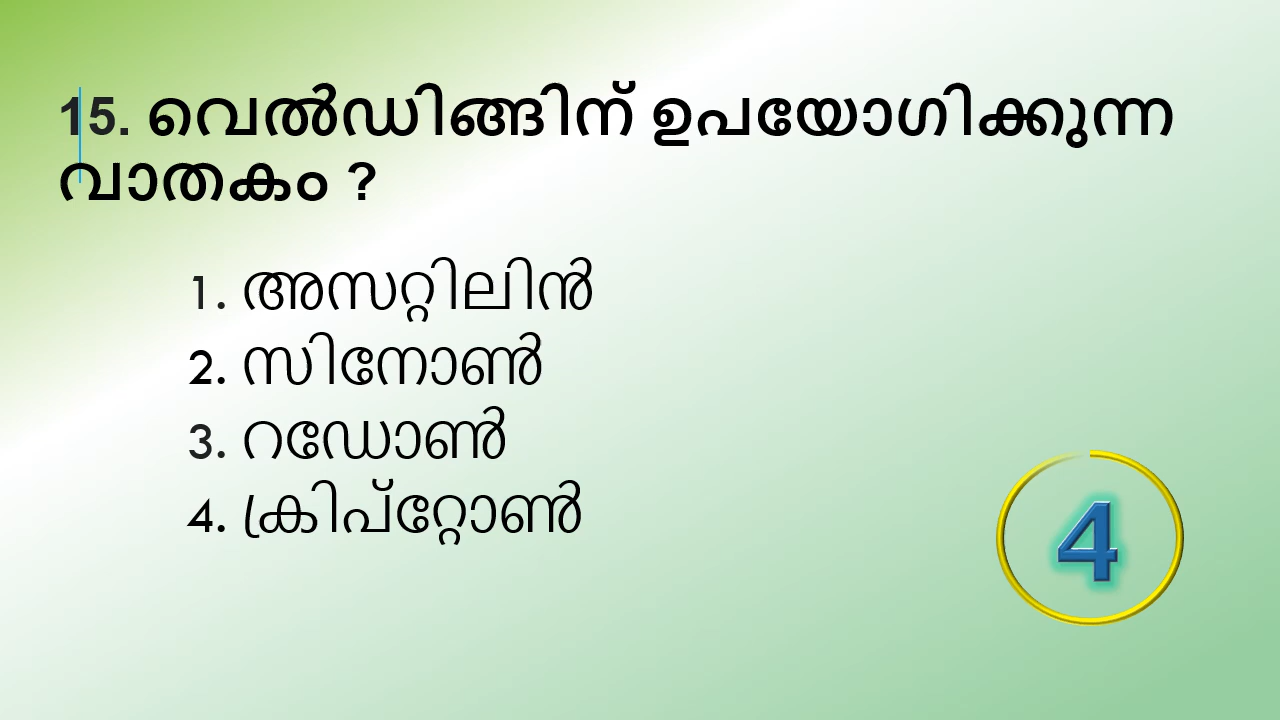 15. വെൽഡിങ്ങിന് ഉപയോഗിക്കുന്ന
വാതകം ?
1. അസറ്റിലിൻ
2. സിനോൺ
3. റഡോൺ
4. ക്രിപ്റ്റോൺ
4